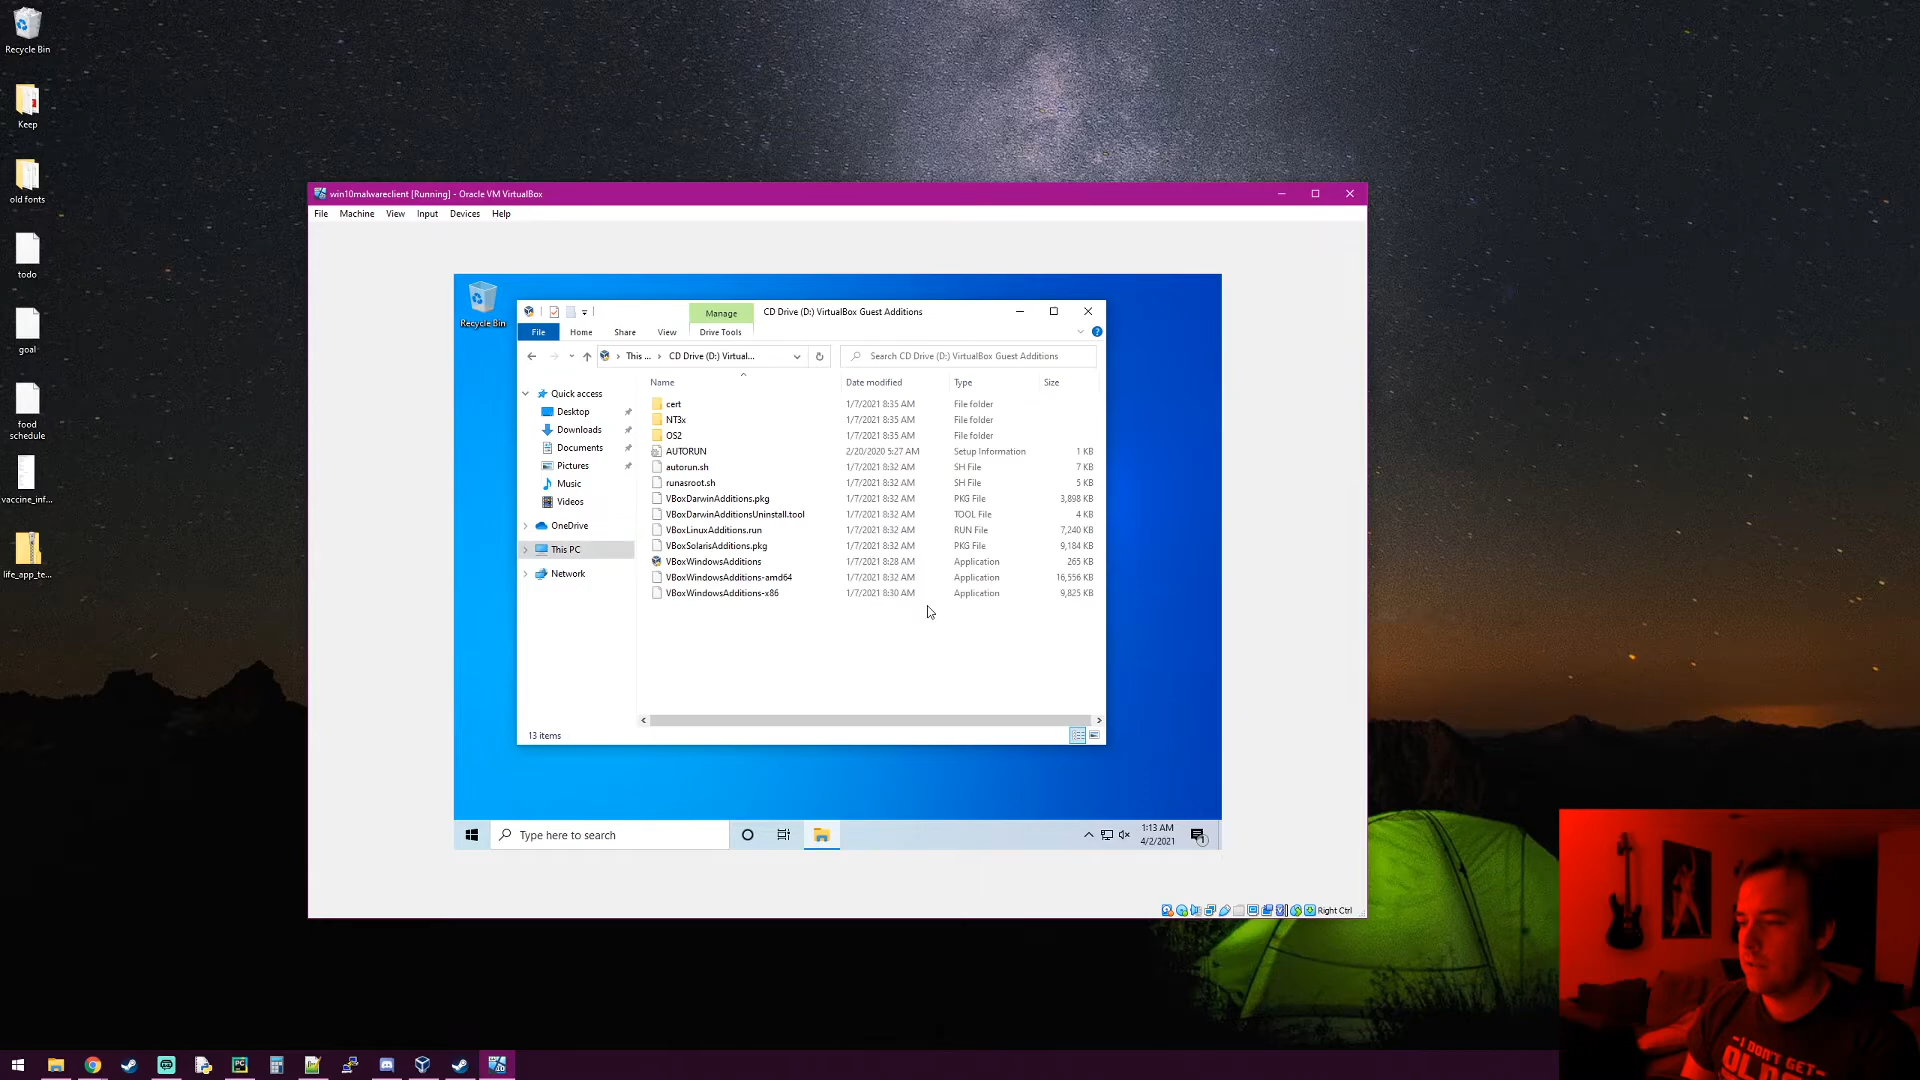 Recycle Bin
Keep
old fonts
todo
goal
food
schedule
vaccine_inf...
life_app_te...
win10malwareclient [Running] - Oracle VM VirtualBox
File Machine View Input Devices Help
Recycle Bin
Manage CD Drive (D:) VirtualBox Guest Additions
File Home Share View Drive Tools
This ... CD Drive (D:) Virtual... Search CD Drive (D:) VirtualBox Guest Additions
Name Date modified Type Size
Quick access
Desktop
Downloads
Documents
Pictures
Music
Videos
OneDrive
This PC
Network
cert 1/7/2021 8:35 AM File folder
NT3x 1/7/2021 8:35 AM File folder
OS2 1/7/2021 8:35 AM File folder
AUTORUN 2/20/2020 5:27 AM Setup Information 1 KB
autorun.sh 1/7/2021 8:32 AM SH File 7 KB
runasroot.sh 1/7/2021 8:32 AM SH File 5 KB
VBoxDarwinAdditions.pkg 1/7/2021 8:32 AM PKG File 3,898 KB
VBoxDarwinAdditionsUninstall.tool 1/7/2021 8:32 AM TOOL File 4 KB
VBoxLinuxAdditions.run 1/7/2021 8:32 AM RUN File 7,240 KB
VBoxSolarisAdditions.pkg 1/7/2021 8:32 AM PKG File 9,184 KB
VBoxWindowsAdditions 1/7/2021 8:28 AM Application 265 KB
VBoxWindowsAdditions-amd64 1/7/2021 8:32 AM Application 16,556 KB
VBoxWindowsAdditions-x86 1/7/2021 8:30 AM Application 9,825 KB
13 items
Type here to search
1:13 AM
4/2/2021
1
Right Ctrl
PC
-I DON'T GET-
OLD